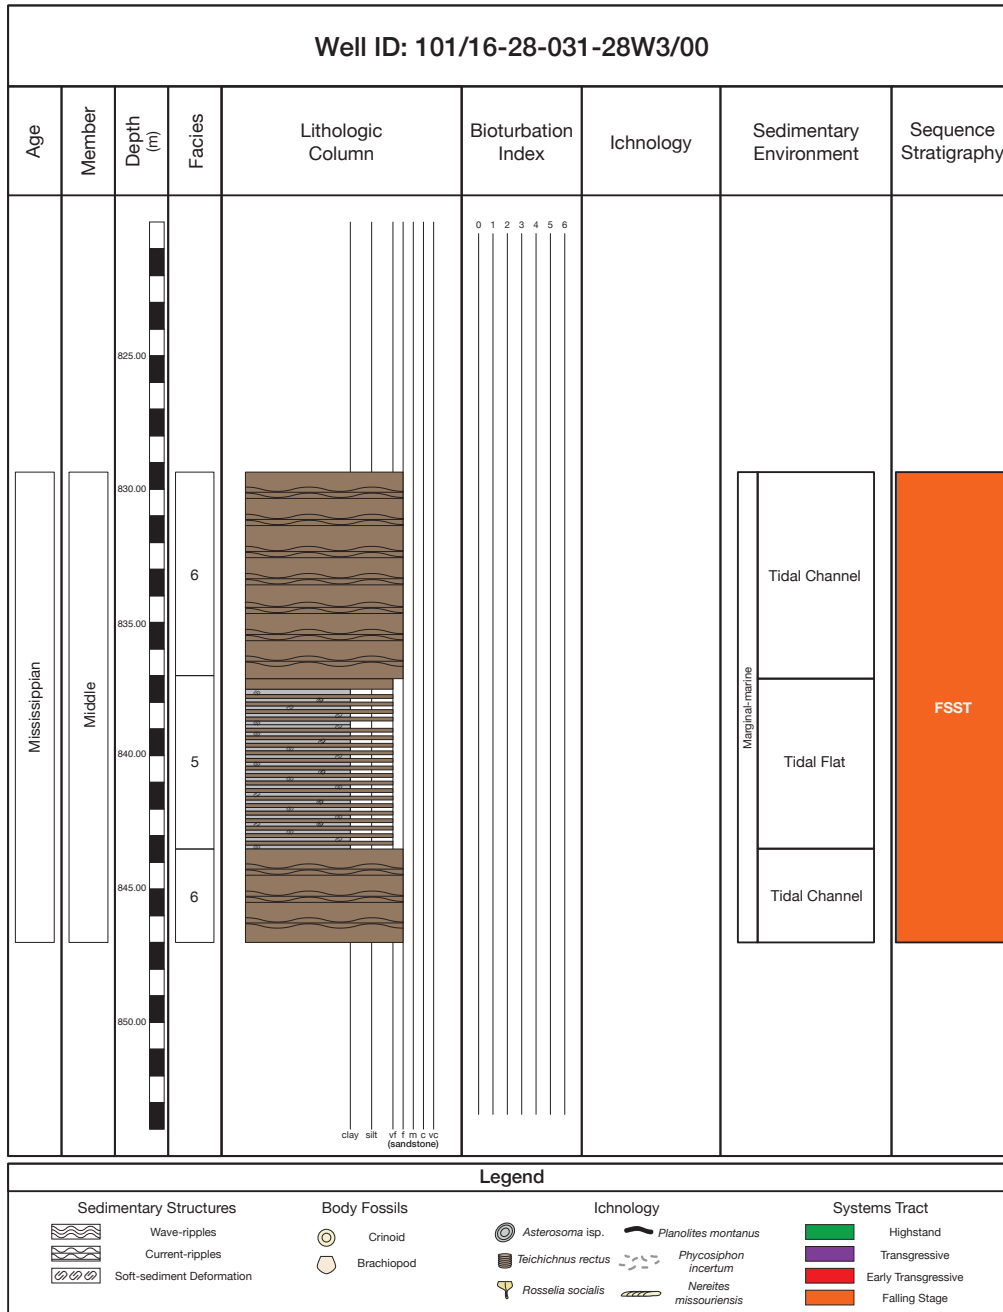 Well ID: 101/16-28-031-28W3/00
Age
Member
Depth
(m)
Facies
Lithologic
Column
Bioturbation
Index
Ichnology
Sedimentary
Environment
Sequence
Stratigraphy
0 1 2 3 4 5 6
825.00
830.00
835.00
840.00
845.00
850.00
Mississippian
Middle
6
5
6
Marginal-marine
Tidal Channel
Tidal Flat
Tidal Channel
FSST
clay silt vf f m c vc
(sandstone)
Legend
Sedimentary Structures
Wave-ripples
Current-ripples
Soft-sediment Deformation
Body Fossils
Crinoid
Brachiopod
Ichnology
Asterosoma isp.
Teichichnus rectus
Rosselia socialis
Planolites montanus
Phycosiphon
incertum
Nereites
missouriensis
Systems Tract
Highstand
Transgressive
Early Transgressive
Falling Stage